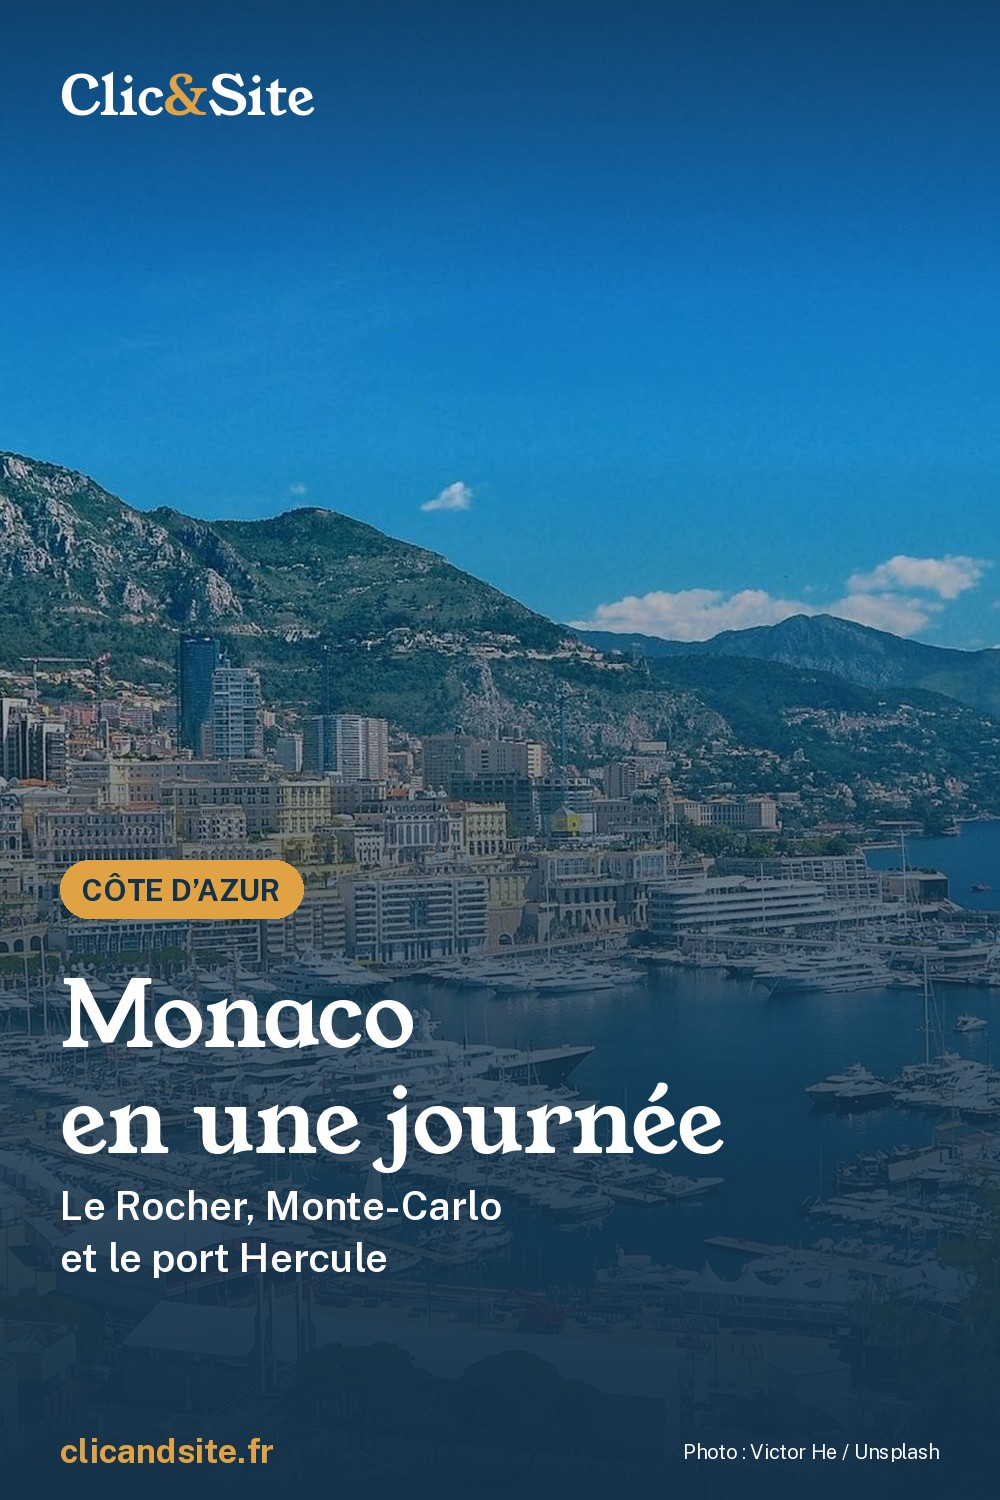 Clic&Site
CÔTE D’AZUR
Monaco
en une journée
Le Rocher, Monte-Carlo
et le port Hercule
clicandsite.fr
Photo : Victor He / Unsplash